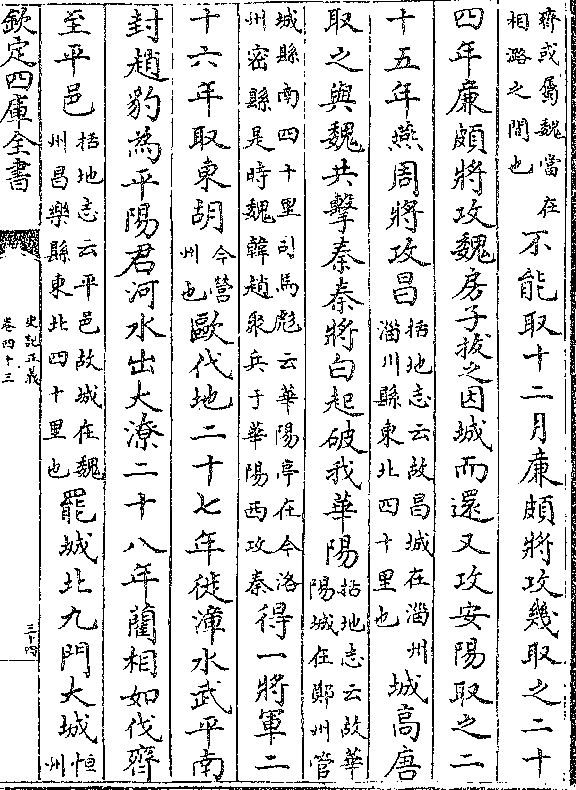 齊或屬魏當在
相潞之間也
不能取十二月廉頗將攻幾取之二十
四年廉頗將攻魏房子拔之因城而還又攻安陽取之二
十五年燕周將攻昌
括地志云故昌城在淄州
淄川縣東北四十里也
城高唐
取之與魏共擊秦秦將白起破我華陽
括地志云故華
陽城在鄭州管
城縣南四十里司馬彪云華陽亭在今洛
州密縣是時魏韓趙聚兵于華陽西攻秦
得一將軍二
十六年取東胡
今營
州也
歐代地二十七年徙漳水武平南
封趙豹為平陽君河水出大潦二十八年藺相如伐齊
至平邑
括地志云平邑故城在魏
州昌樂縣東北四十里也
罷城北九門大城
恒
州
欽定四庫全書
史記正義
卷四十三
三十四